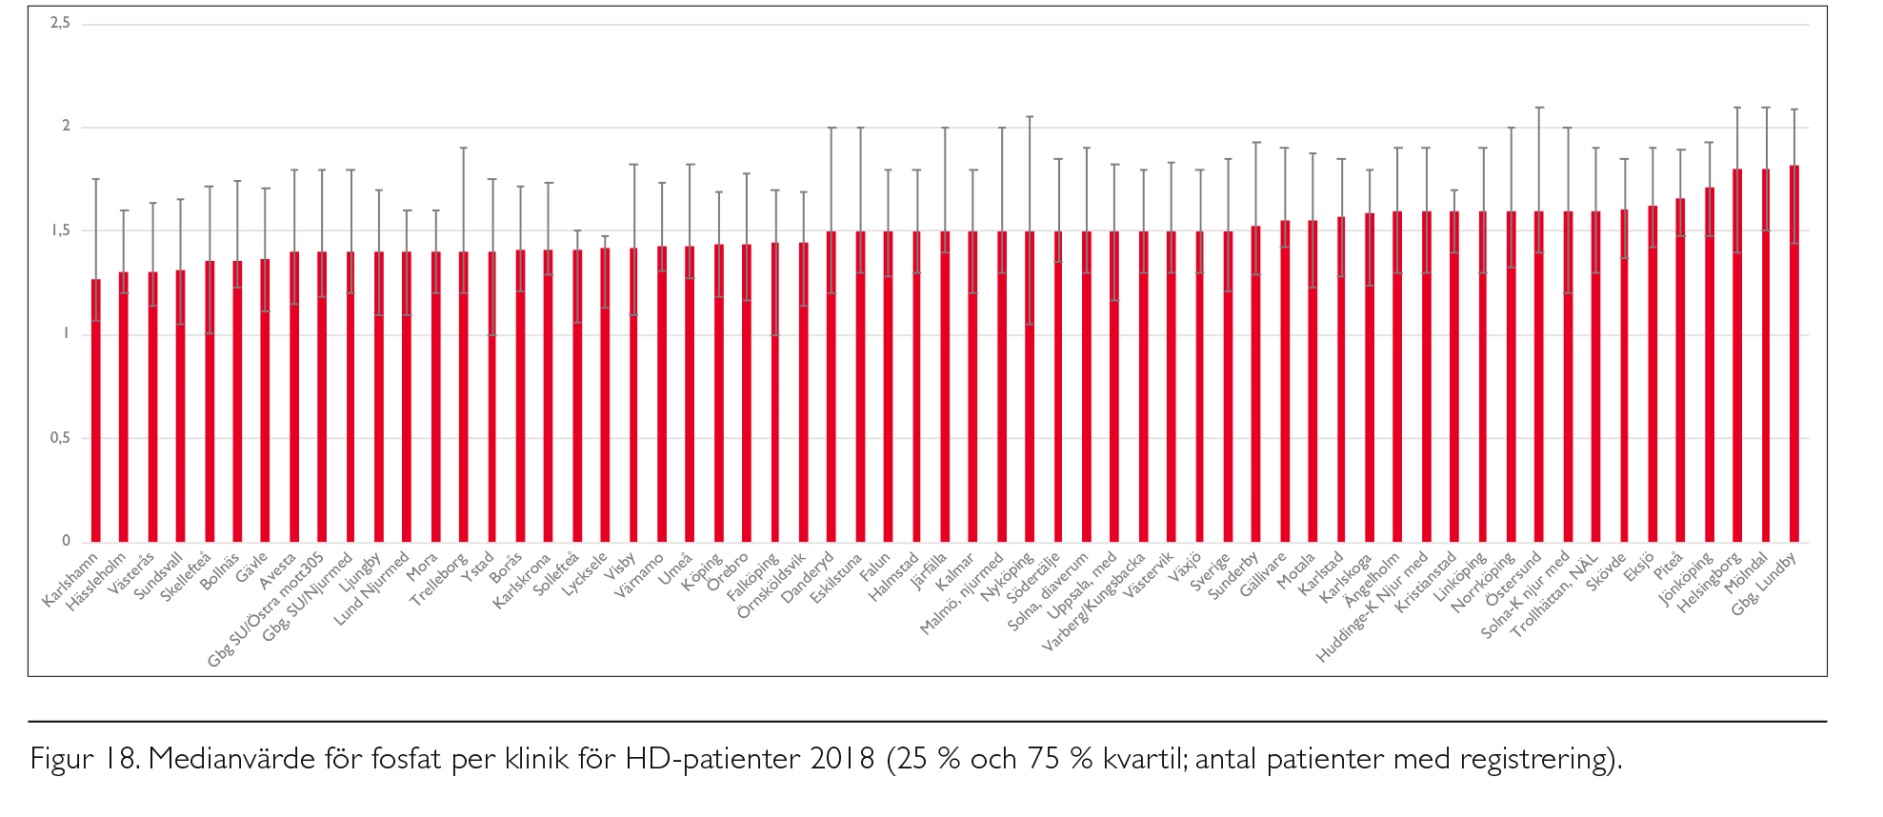 2,5
2
1,5
1
0,5
0
Karlshamn
Hässleholm
Västerås
Sundsvall
Skellefteå
Bollnäs
Gävle
Avesta
Gbg SU/Östra mott305
Gbg. SU/Njurmed
Ljungby
Lund Njurmed
Mora
Trelleborg
Ystad
Borås
Karlskrona
Sollefteå
Lycksele
Visby
Värnamo
Umeå
Köping
Örebro
Falköping
Örnsköldsvik
Danderyd
Eskilstuna
Falun
Halmstad
Järfälla
Kalmar
Malmö, njurmed
Nyköping
Södertälje
Solna, diaverum
Uppsala, med
Varberg/Kungsbacka
Västervik
Växjö
Sverige
Sunderby
Gällivare
Motala
Karlstad
Karlskoga
Ängelholm
Huddinge-K Njur med
Kristianstad
Linköping
Norrköping
Östersund
Solna-K njur med
Trollhättan, NÄL
Skövde
Eksjö
Piteå
Jönköping
Helsingborg
Mölndal
Gbg. Lundby
Figur 18. Medianvärde för fosfat per klinik för HD-patienter 2018 (25 % och 75 % kvartil; antal patienter med registrering).